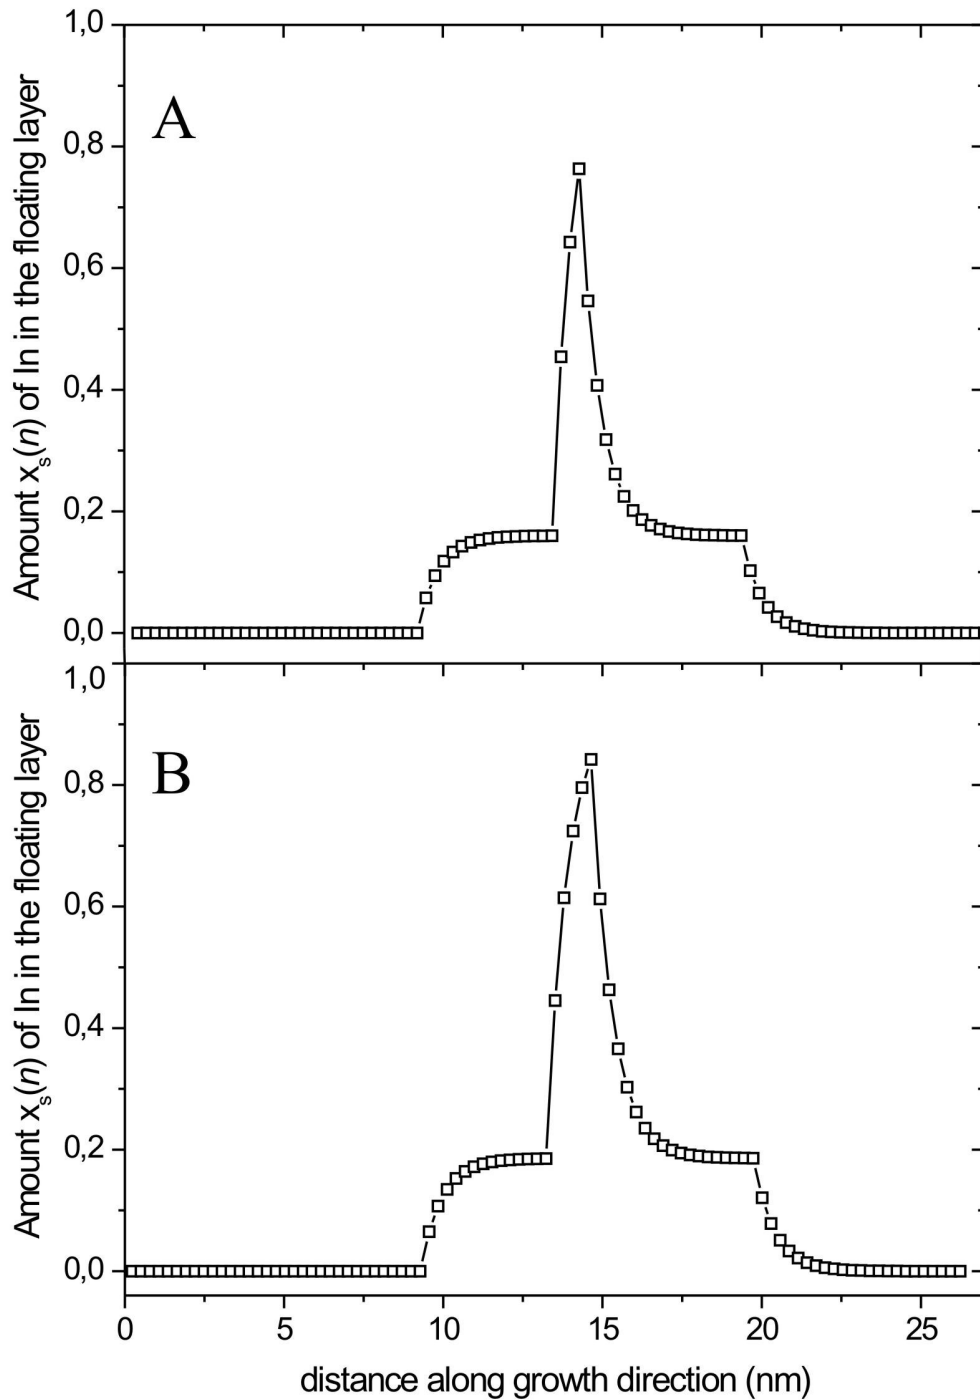 1,0
0,8
0,6
0,4
0,2
0,0
Amount xₛ(n) of In in the floating layer
A
1,0
0,8
0,6
0,4
0,2
0,0
Amount xₛ(n) of In in the floating layer
B
0 5 10 15 20 25
distance along growth direction (nm)